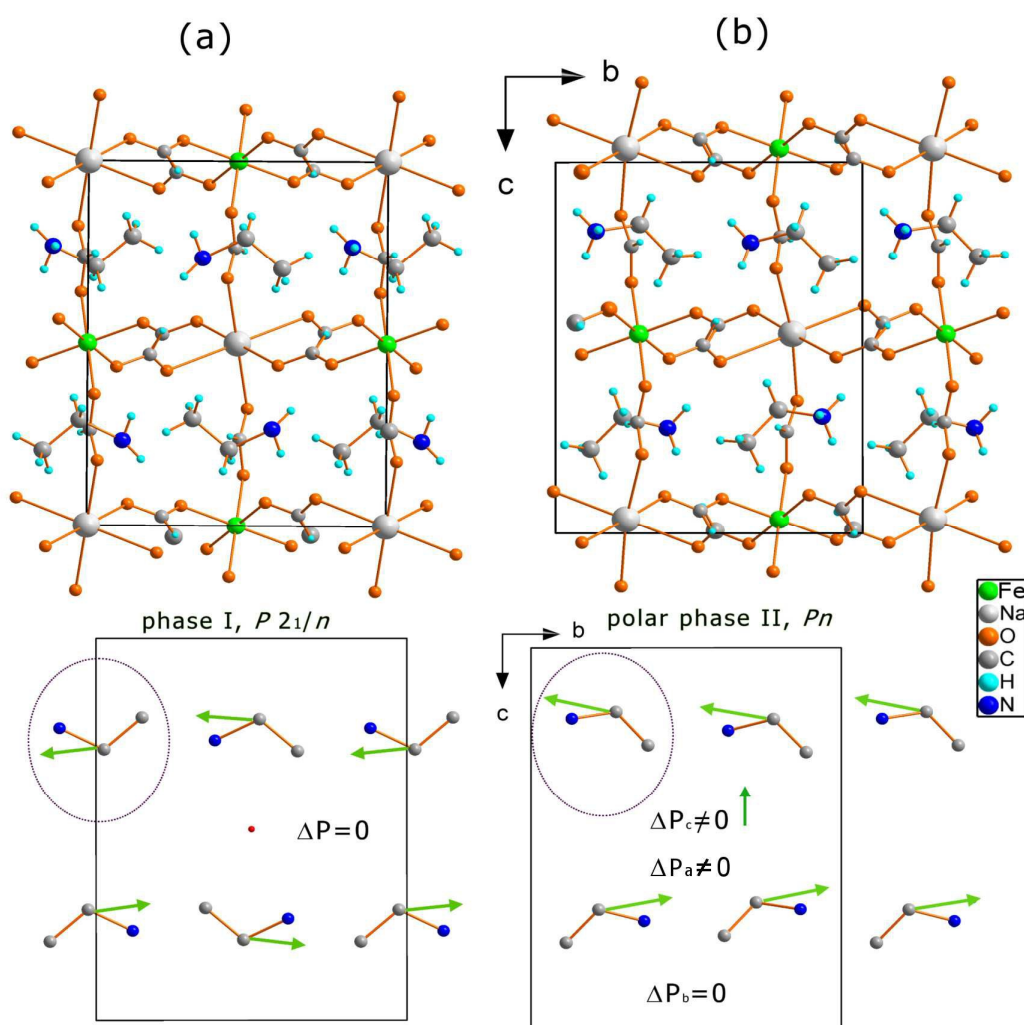 (a)
(b)
b
c
Fe
Na
O
C
H
N
phase I, P 2₁/n
polar phase II, Pn
b
c
ΔP=0
ΔPc≠0
ΔPa≠0
ΔPb=0